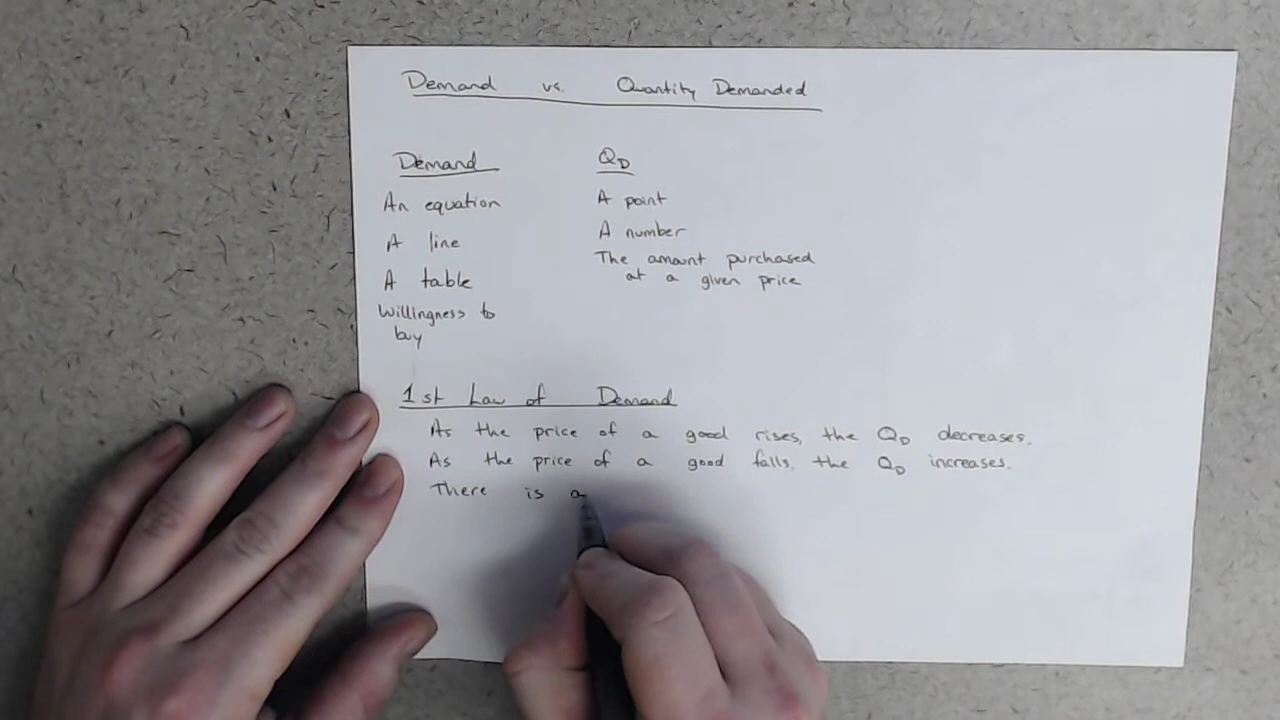 Demand vs. Quantity Demanded
Demand
An equation
A line
A table
Willingness to
buy
QD
A point
A number
The amount purchased
at a given price
1st Law of Demand
As the price of a good rises, the QD decreases.
As the price of a good falls, the QD increases.
There is a